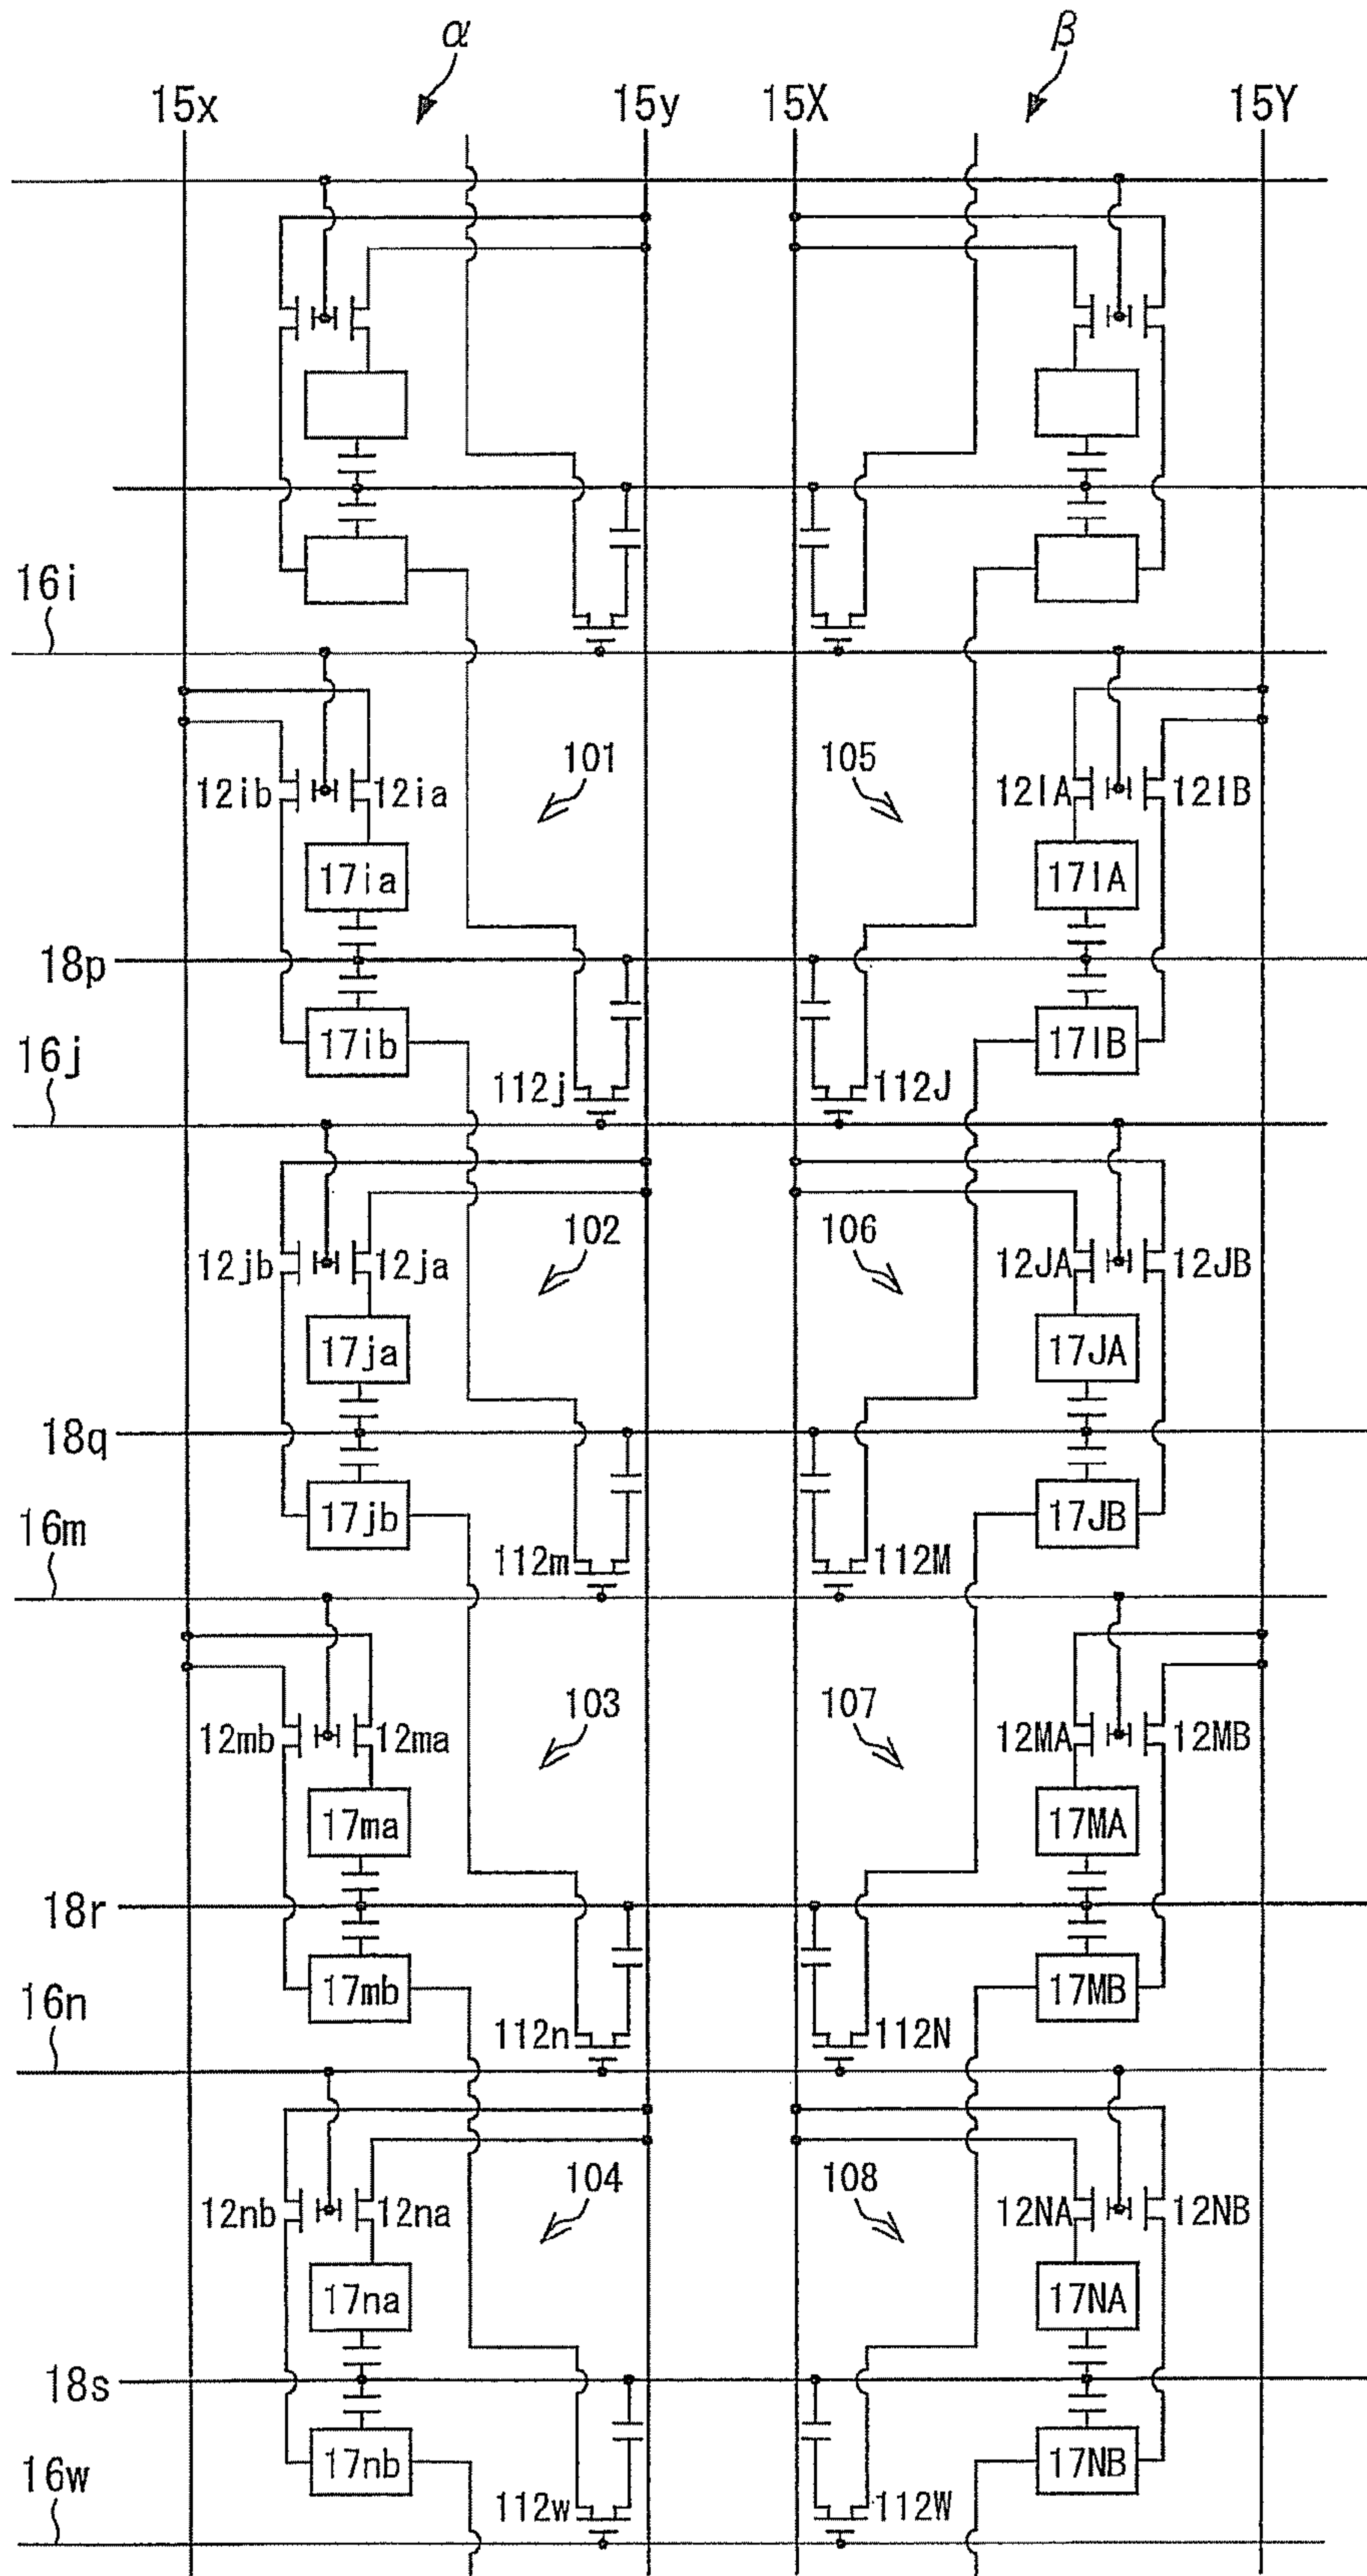 α β
15x 15y 15X 15Y
16i
101 105
12ib 12ia 12IA 12IB
17ia 17IA
18p
17ib 17IB
16j
112j 112J
102 106
12jb 12ja 12JA 12JB
17ja 17JA
18q
17jb 17JB
16m
112m 112M
103 107
12mb 12ma 12MA 12MB
17ma 17MA
18r
17mb 17MB
16n
112n 112N
104 108
12nb 12na 12NA 12NB
17na 17NA
18s
17nb 17NB
16w
112w 112W